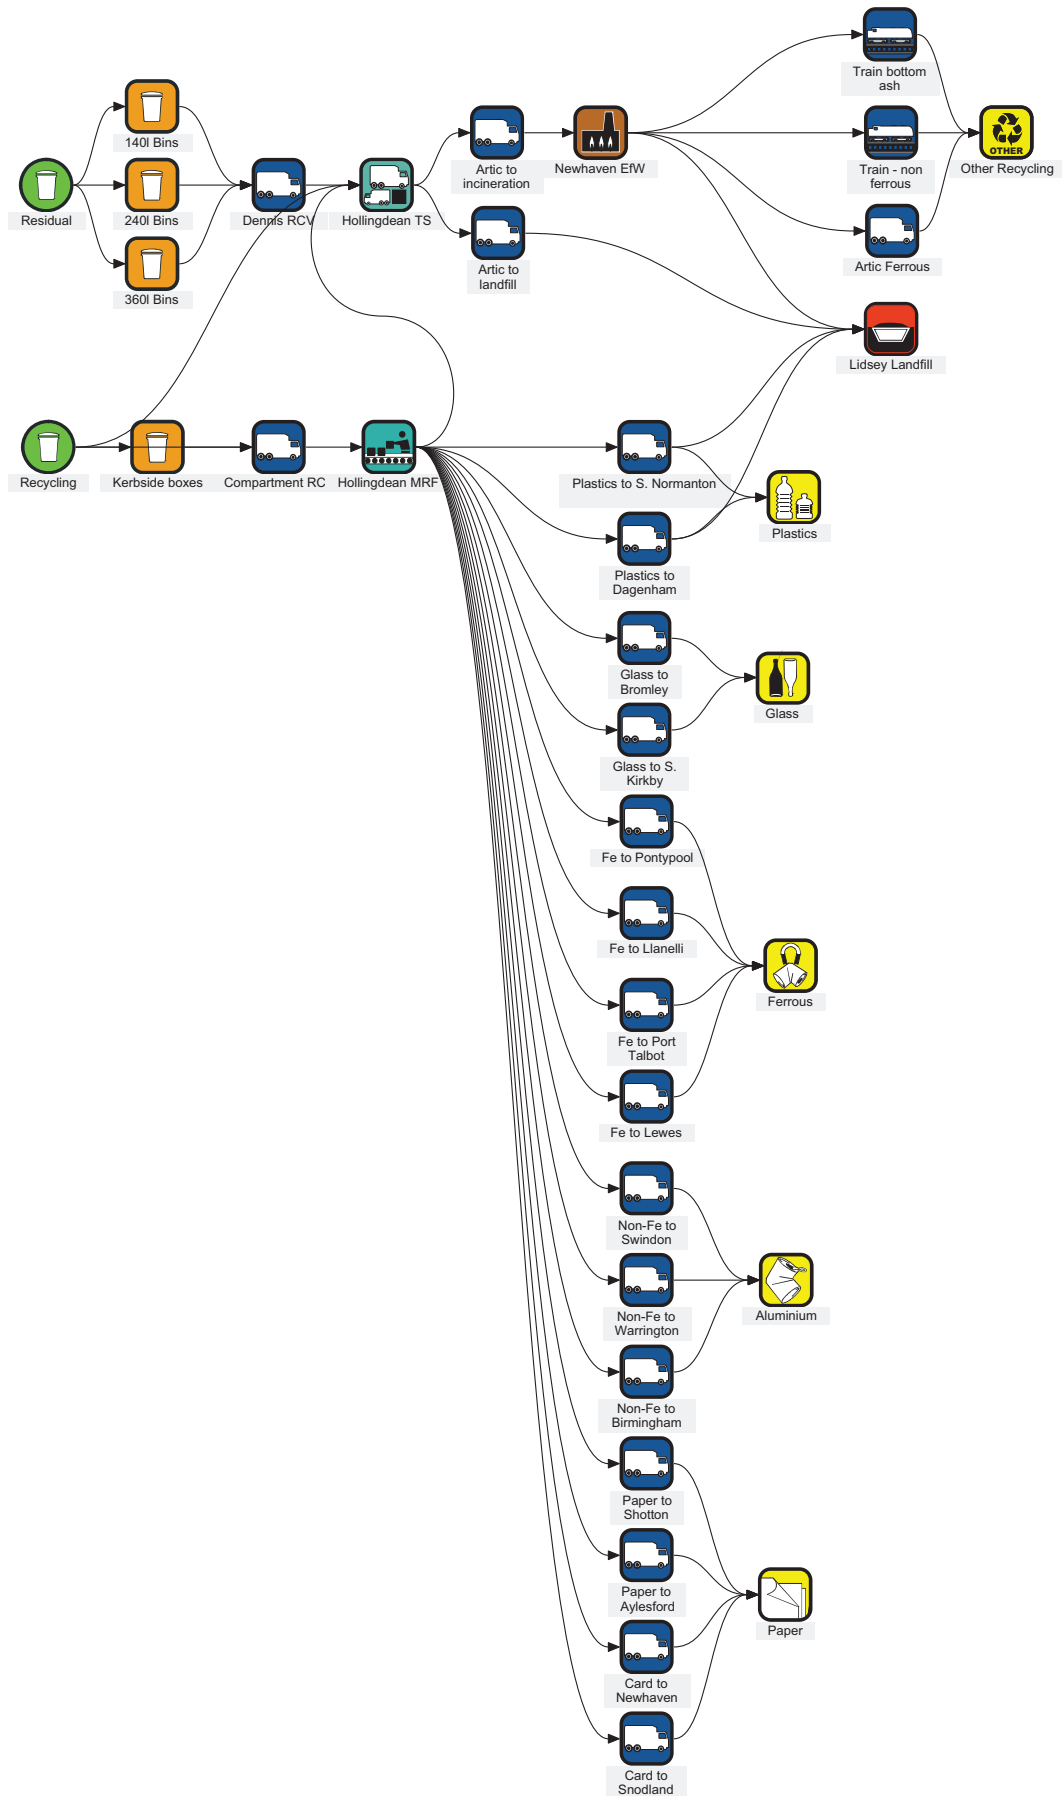 Train bottom
ash
140l Bins
Artic to
incineration
Newhaven EfW
Train - non
ferrous
OTHER
Other Recycling
Residual
240l Bins
Dennis RCV
Hollingdean TS
360l Bins
Artic to
landfill
Artic Ferrous
Lidsey Landfill
Recycling
Kerbside boxes
Compartment RC
Hollingdean MRF
Plastics to S. Normanton
Plastics
Plastics to
Dagenham
Glass to
Bromley
Glass
Glass to S.
Kirkby
Fe to Pontypool
Fe to Llanelli
Ferrous
Fe to Port
Talbot
Fe to Lewes
Non-Fe to
Swindon
Non-Fe to
Warrington
Aluminium
Non-Fe to
Birmingham
Paper to
Shotton
Paper to
Aylesford
Paper
Card to
Newhaven
Card to
Snodland